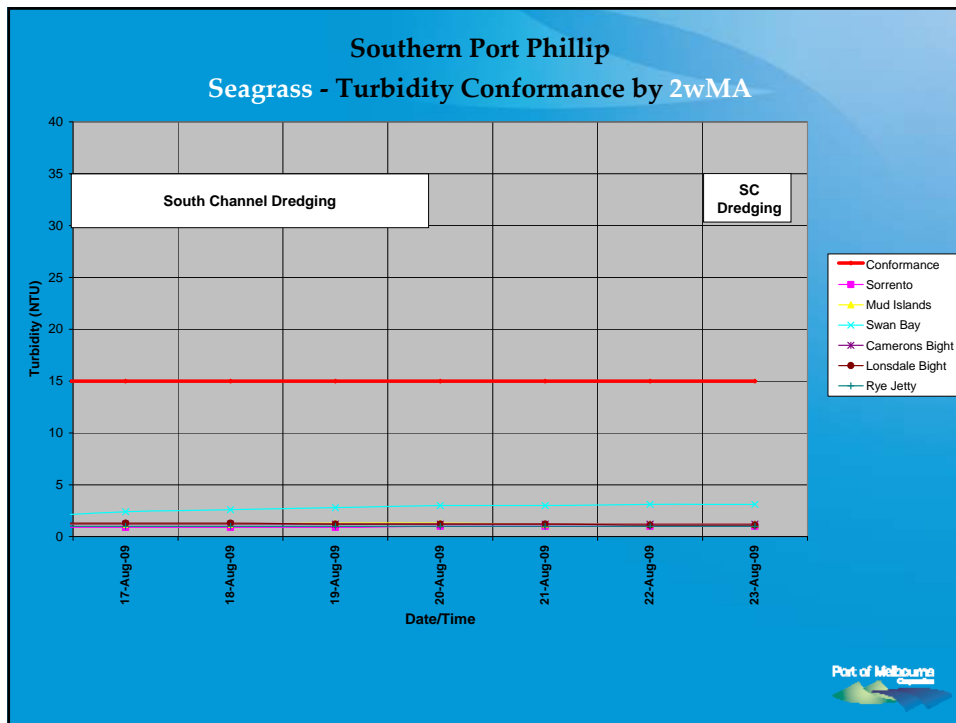 Southern Port Phillip
Seagrass - Turbidity Conformance by 2wMA
40
35
30
25
20
15
10
5
0
Turbidity (NTU)
South Channel Dredging
SC
Dredging
Conformance
Sorrento
Mud Islands
Swan Bay
Camerons Bight
Lonsdale Bight
Rye Jetty
17-Aug-09
18-Aug-09
19-Aug-09
20-Aug-09
21-Aug-09
22-Aug-09
23-Aug-09
Date/Time
Port of Melbourne
Corporation